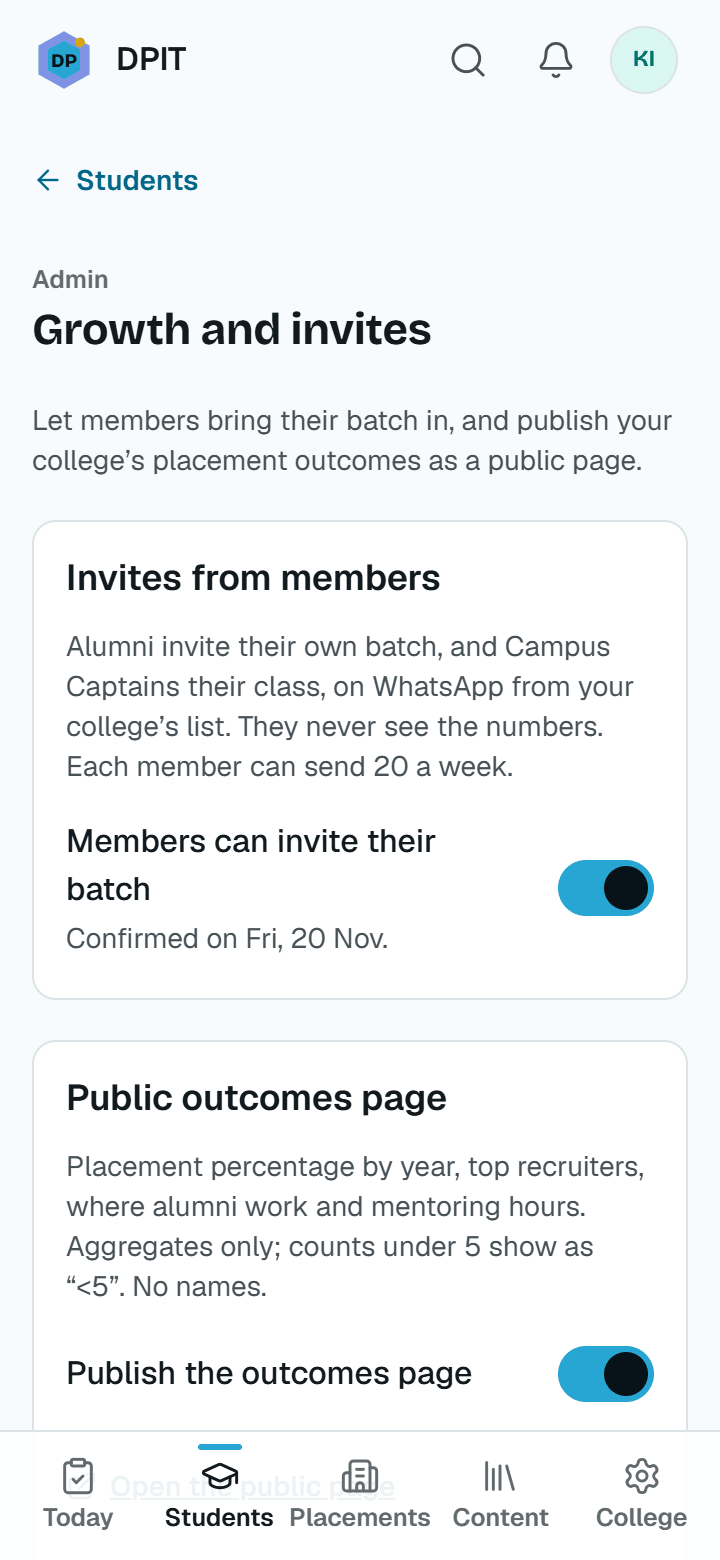 DP
DPIT
KI
Students
Admin
Growth and invites
Let members bring their batch in, and publish your
college’s placement outcomes as a public page.
Invites from members
Alumni invite their own batch, and Campus
Captains their class, on WhatsApp from your
college’s list. They never see the numbers.
Each member can send 20 a week.
Members can invite their
batch
Confirmed on Fri, 20 Nov.
Public outcomes page
Placement percentage by year, top recruiters,
where alumni work and mentoring hours.
Aggregates only; counts under 5 show as
“<5”. No names.
Publish the outcomes page
Open the public page
Today
Students
Placements
Content
College